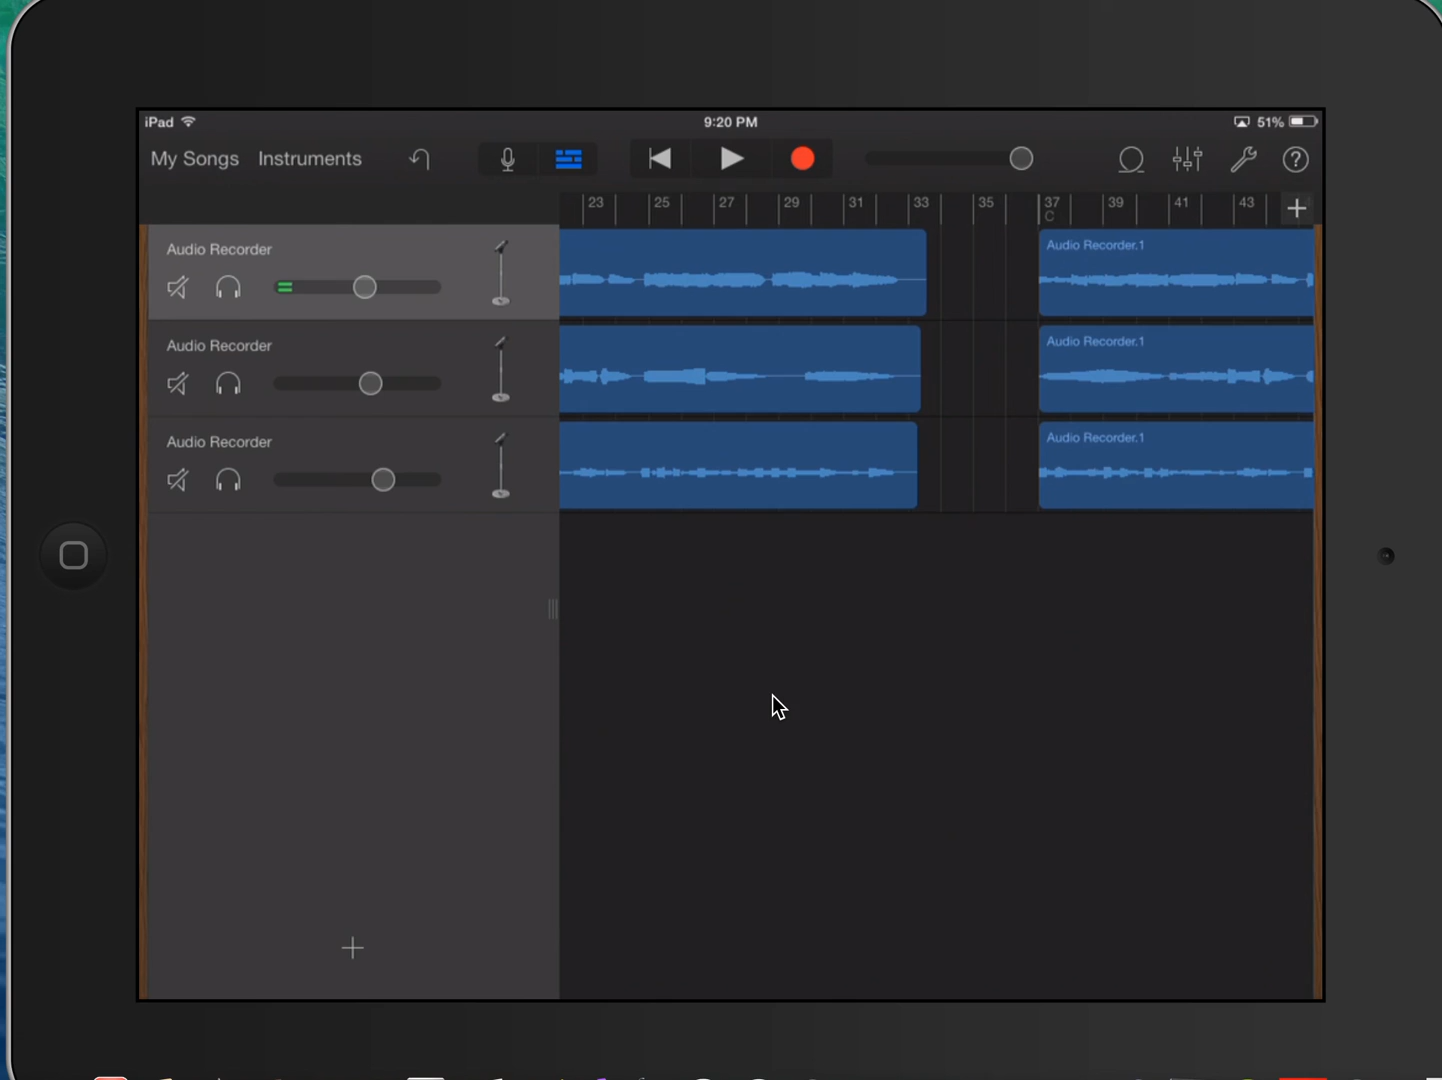 iPad 9:20 PM 51%
My Songs Instruments
23 25 27 29 31 33 35 37 39 41 43
C
Audio Recorder
Audio Recorder.1
Audio Recorder
Audio Recorder.1
Audio Recorder
Audio Recorder.1